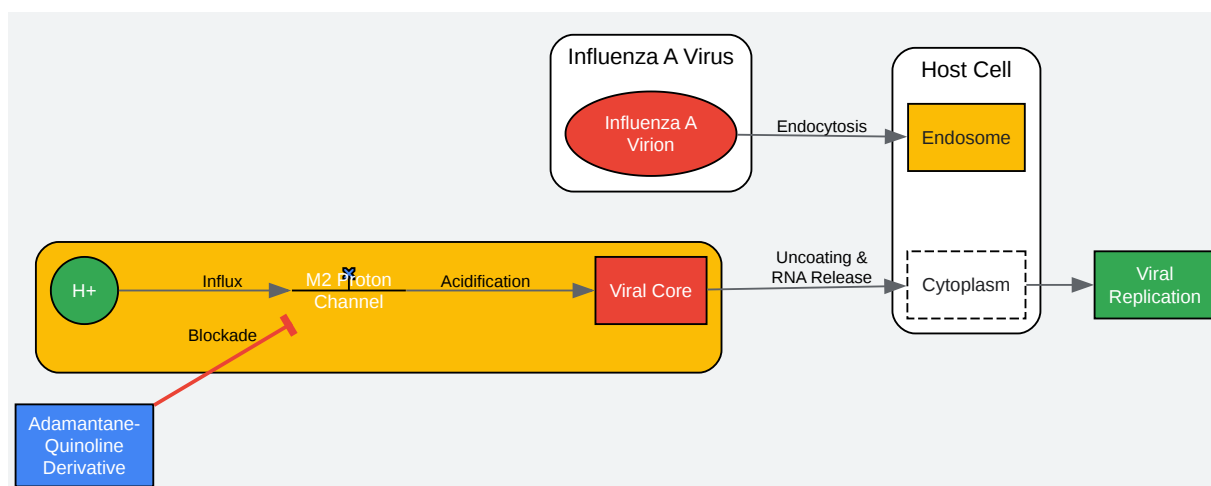 Influenza A Virus
Host Cell
Influenza A
Virion
Endocytosis
Endosome
Uncoating &
RNA Release
H+
Influx
M2 Proton
Channel
Acidification
Viral Core
Cytoplasm
Viral
Replication
Blockade
Adamantane-
Quinoline
Derivative